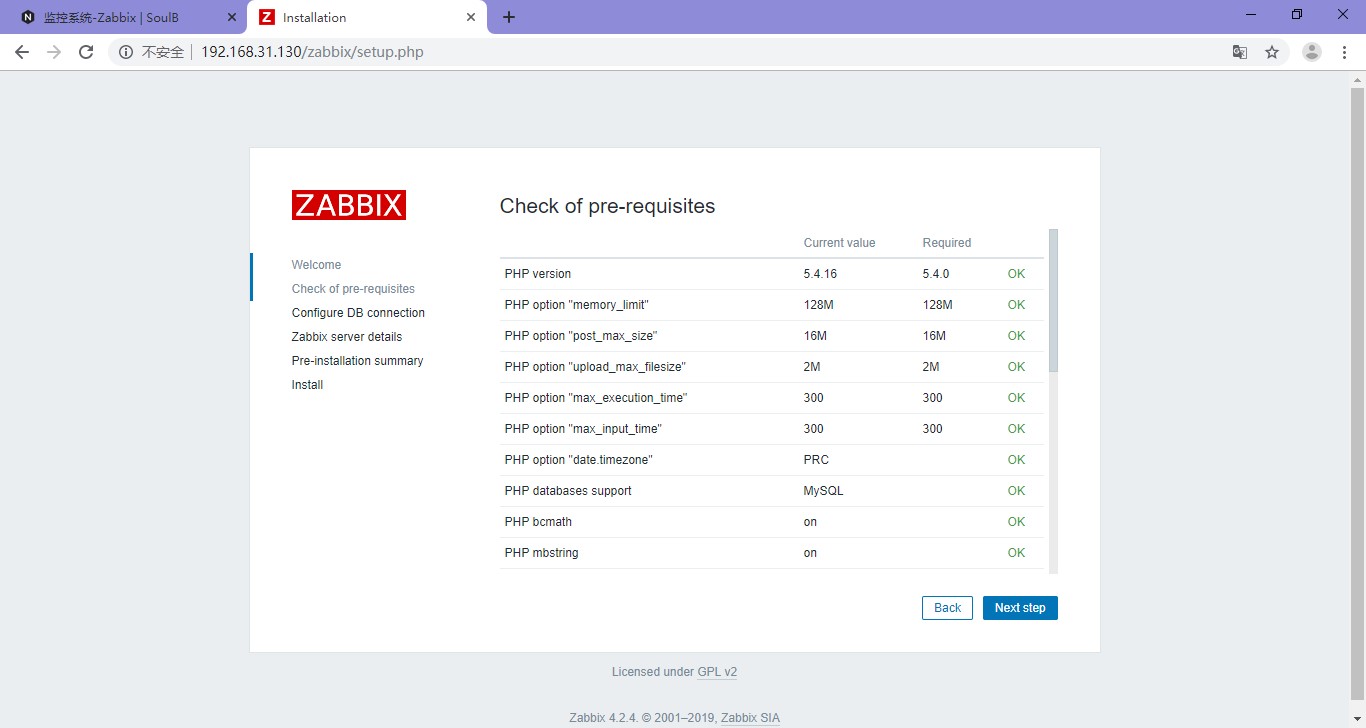 监控系统-Zabbix | SoulB
Installation
不安全 192.168.31.130/zabbix/setup.php
ZABBIX
Welcome
Check of pre-requisites
Configure DB connection
Zabbix server details
Pre-installation summary
Install
Check of pre-requisites
Current value Required
PHP version 5.4.16 5.4.0 OK
PHP option "memory_limit" 128M 128M OK
PHP option "post_max_size" 16M 16M OK
PHP option "upload_max_filesize" 2M 2M OK
PHP option "max_execution_time" 300 300 OK
PHP option "max_input_time" 300 300 OK
PHP option "date.timezone" PRC OK
PHP databases support MySQL OK
PHP bcmath on OK
PHP mbstring on OK
Back Next step
Licensed under GPL v2
Zabbix 4.2.4. © 2001–2019, Zabbix SIA